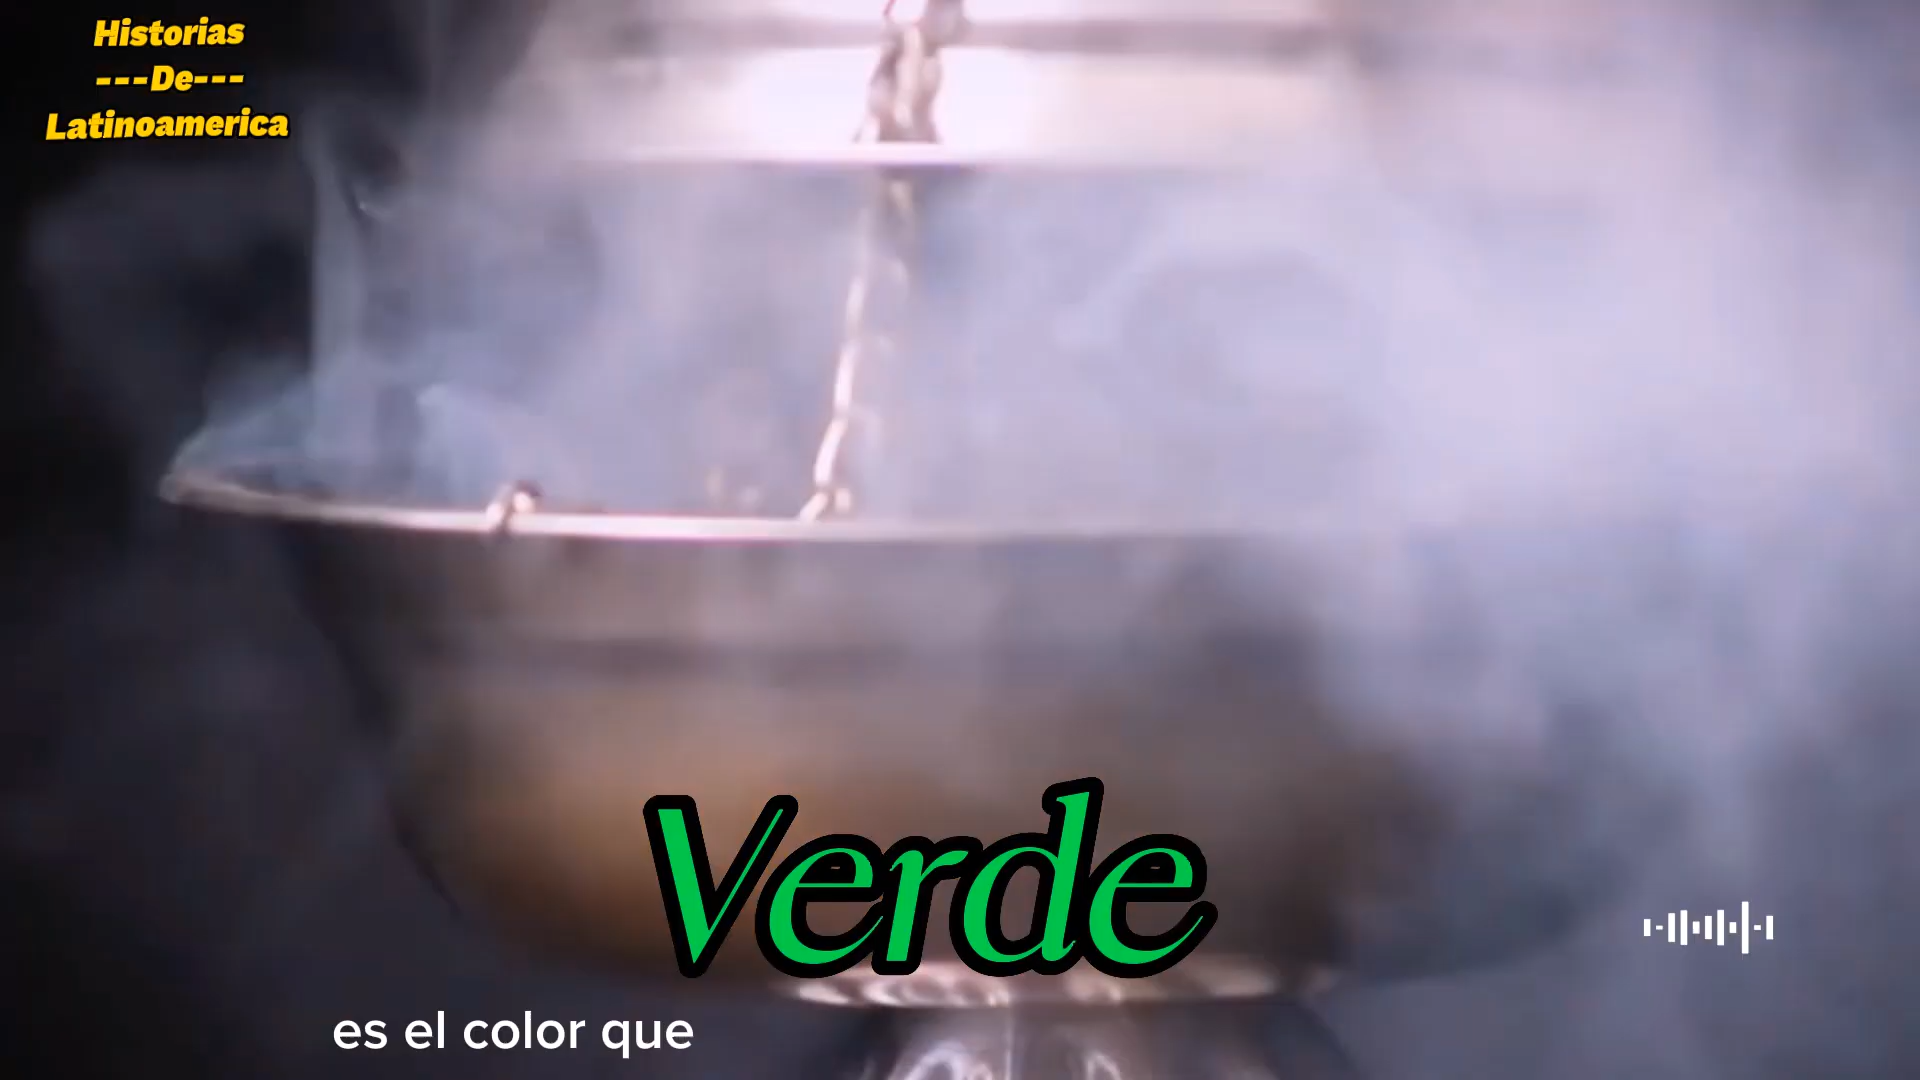 Historias
---De---
Latinoamerica
Verde
es el color que